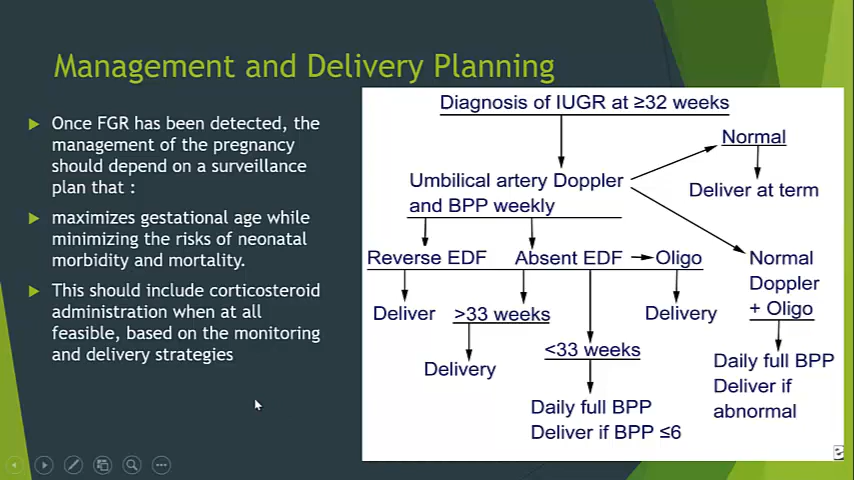 Management and Delivery Planning
Once FGR has been detected, the
management of the pregnancy
should depend on a surveillance
plan that :
maximizes gestational age while
minimizing the risks of neonatal
morbidity and mortality.
This should include corticosteroid
administration when at all
feasible, based on the monitoring
and delivery strategies
Diagnosis of IUGR at ≥32 weeks
Normal
Deliver at term
Umbilical artery Doppler
and BPP weekly
Reverse EDF
Absent EDF
Oligo
Normal
Doppler
+ Oligo
Deliver
>33 weeks
Delivery
Delivery
<33 weeks
Daily full BPP
Deliver if BPP ≤6
Daily full BPP
Deliver if
abnormal